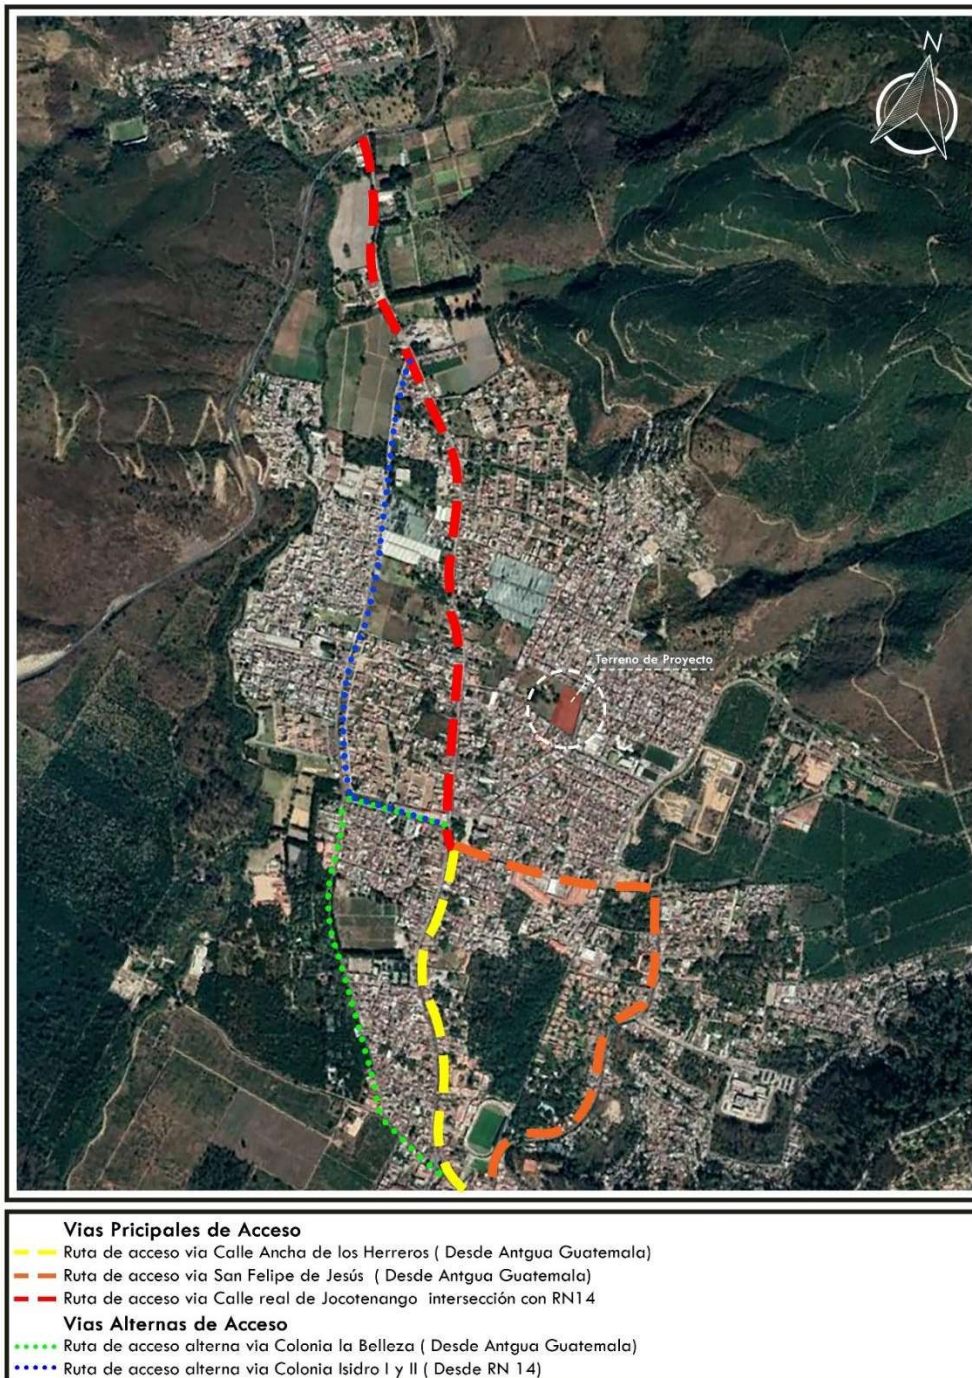 N
Terreno de Proyecto
Vias Pricipales de Acceso
Ruta de acceso via Calle Ancha de los Herreros ( Desde Antgua Guatemala)
Ruta de acceso via San Felipe de Jesús ( Desde Antgua Guatemala)
Ruta de acceso via Calle real de Jocotenango intersección con RN14
Vias Alternas de Acceso
Ruta de acceso alterna via Colonia la Belleza ( Desde Antgua Guatemala)
Ruta de acceso alterna via Colonia Isidro I y II ( Desde RN 14)